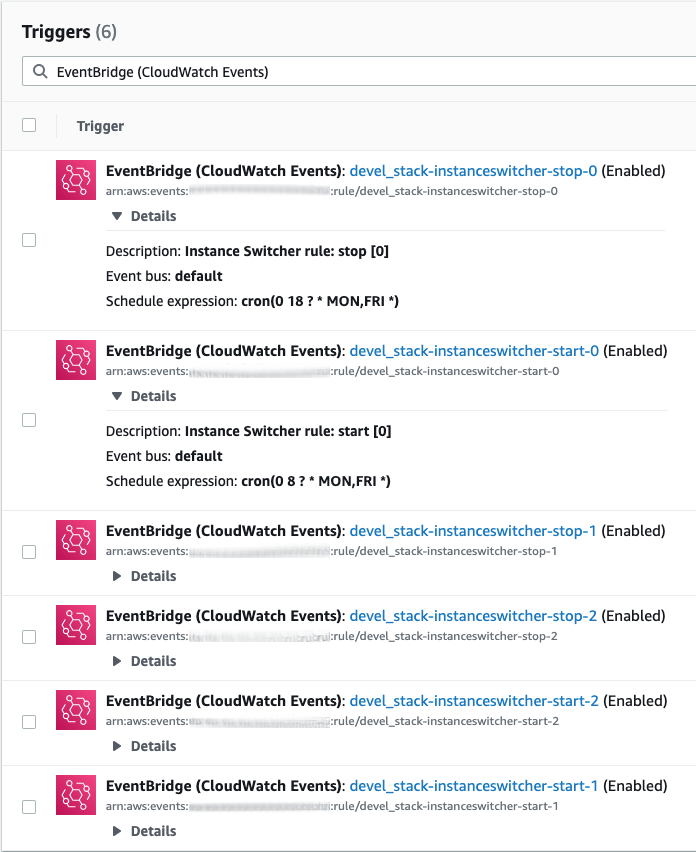 Triggers (6)
EventBridge (CloudWatch Events)
Trigger
EventBridge (CloudWatch Events): devel_stack-instanceswitcher-stop-0 (Enabled)
arn:aws:events: :rule/devel_stack-instanceswitcher-stop-0
Details
Description: Instance Switcher rule: stop [0]
Event bus: default
Schedule expression: cron(0 18 ? * MON,FRI *)
EventBridge (CloudWatch Events): devel_stack-instanceswitcher-start-0 (Enabled)
arn:aws:events: :rule/devel_stack-instanceswitcher-start-0
Details
Description: Instance Switcher rule: start [0]
Event bus: default
Schedule expression: cron(0 8 ? * MON,FRI *)
EventBridge (CloudWatch Events): devel_stack-instanceswitcher-stop-1 (Enabled)
arn:aws:events: :rule/devel_stack-instanceswitcher-stop-1
Details
EventBridge (CloudWatch Events): devel_stack-instanceswitcher-stop-2 (Enabled)
arn:aws:events: :rule/devel_stack-instanceswitcher-stop-2
Details
EventBridge (CloudWatch Events): devel_stack-instanceswitcher-start-2 (Enabled)
arn:aws:events: :rule/devel_stack-instanceswitcher-start-2
Details
EventBridge (CloudWatch Events): devel_stack-instanceswitcher-start-1 (Enabled)
arn:aws:events: :rule/devel_stack-instanceswitcher-start-1
Details